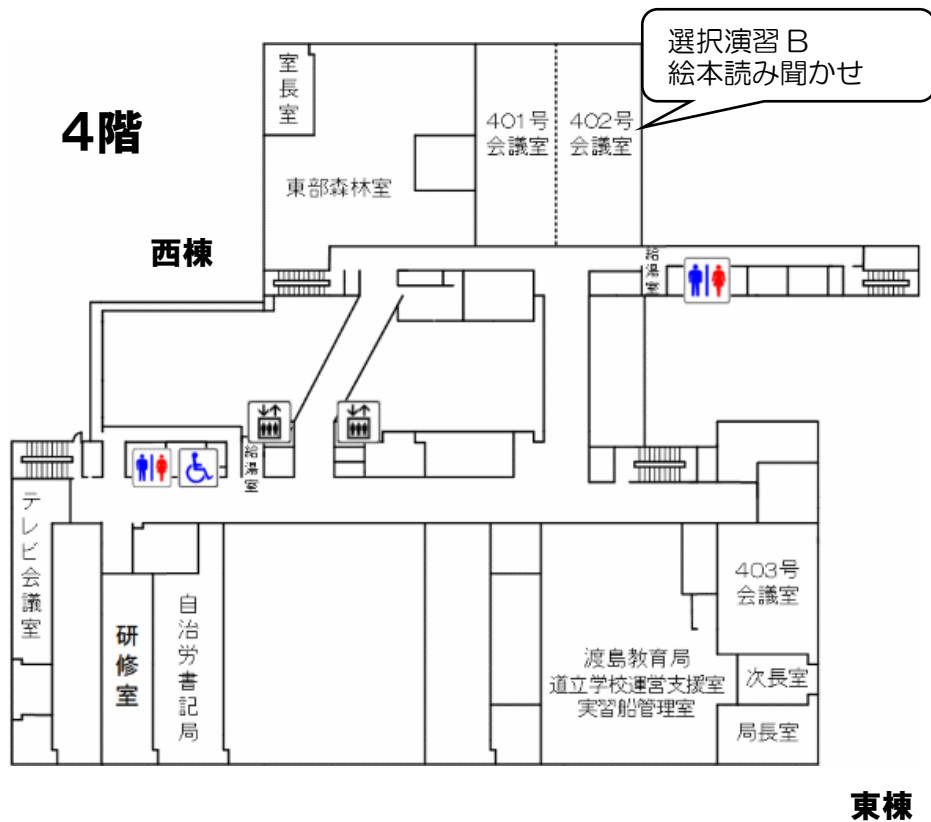 選択演習 B
絵本読み聞かせ
4階
室長室
401号
会議室
402号
会議室
東部森林室
西棟
給湯室
給湯室
テレビ会議室
研修室
自治労書記局
403号
会議室
渡島教育局
道立学校運営支援室
実習船管理室
次長室
局長室
東棟